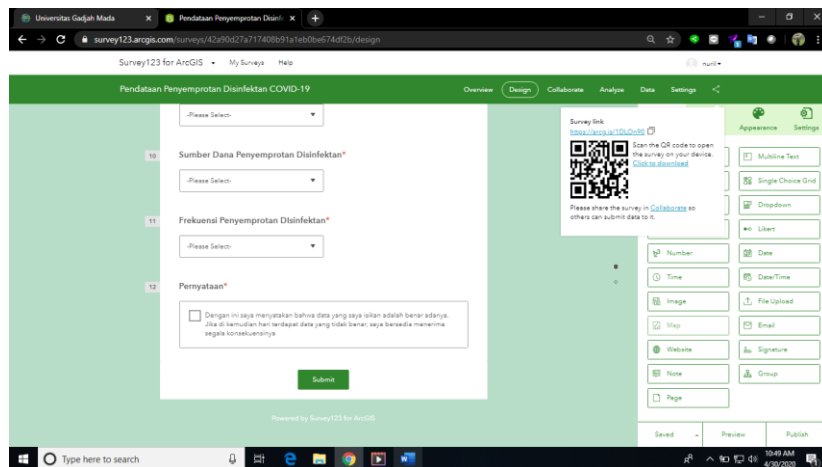 Universitas Gadjah Mada
Pendataan Penyemprotan Disinfe
survey123.arcgis.com/surveys/42a90d27a717408b91a1eb0be674df2b/design
Survey123 for ArcGIS My Surveys Help
nuril
Pendataan Penyemprotan Disinfektan COVID-19
Overview Design Collaborate Analyze Data Settings
-Please Select-
10 Sumber Dana Penyemprotan Disinfektan*
-Please Select-
11 Frekuensi Penyemprotan DIsinfektan*
-Please Select-
12 Pernyataan*
Dengan ini saya menyatakan bahwa data yang saya isikan adalah benar adanya.
Jika di kemudian hari terdapat data yang tidak benar, saya bersedia menerima
segala konsekuensinya
Submit
Powered by Survey123 for ArcGIS
Survey link
Scan the QR code to open
the survey on your device.
Click to download
Please share the survey in Collaborate so
others can submit data to it.
Appearance Settings
Multiline Text
Single Choice Grid
Dropdown
Likert
Number Date
Time Date/Time
Image File Upload
Map Email
Website Signature
Note Group
Page
Saved Preview Publish
Type here to search
10:49 AM
4/30/2020